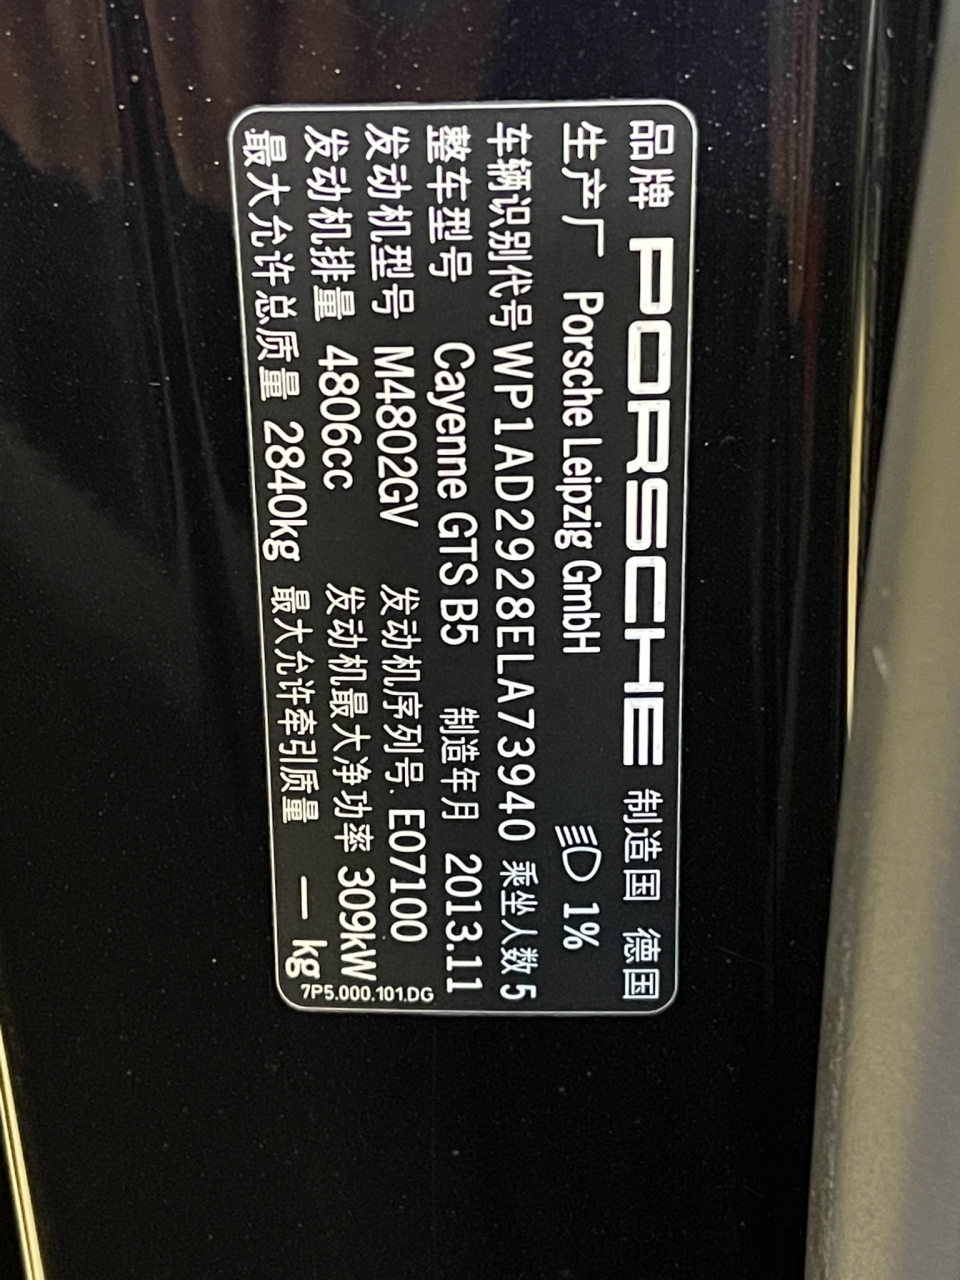 品牌 PORSCHE 制造国 德国
生产厂 Porsche Leipzig GmbH 1%
车辆识别代号 WP1AD2928ELA73940 乘坐人数 5
整车型号 Cayenne GTS B5 制造年月 2013.11
发动机型号 M4802GV 发动机序列号. E07100
发动机排量 4806cc 发动机最大净功率 309kW
最大允许总质量 2840kg 最大允许牵引质量 — kg
7P5.000.101.DG